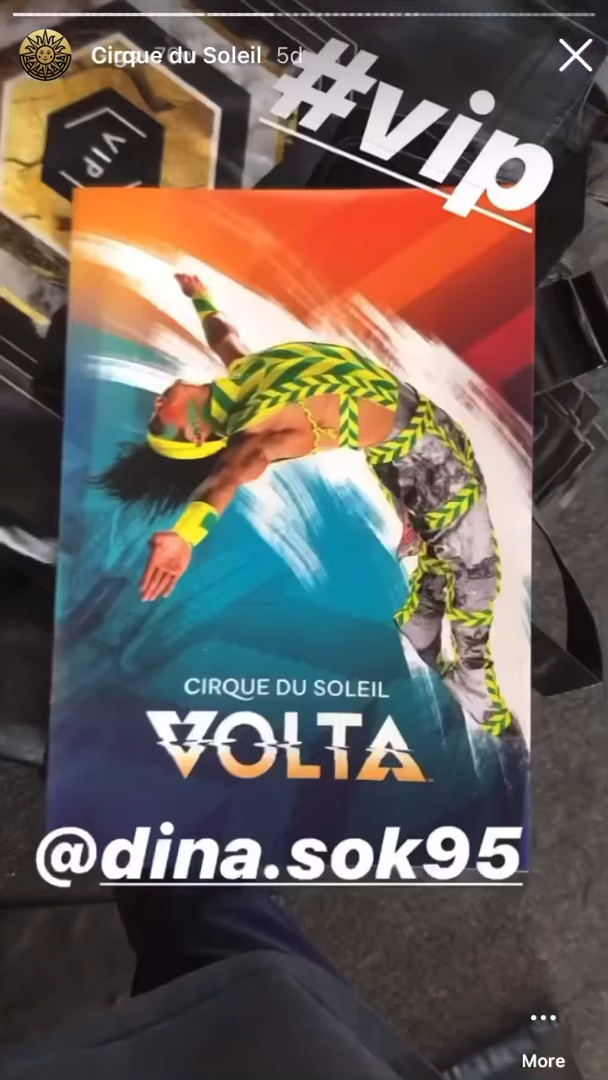 Cirque du Soleil 5d
#vip
VIP
CIRQUE DU SOLEIL
VOLTA
@dina.sok95
More